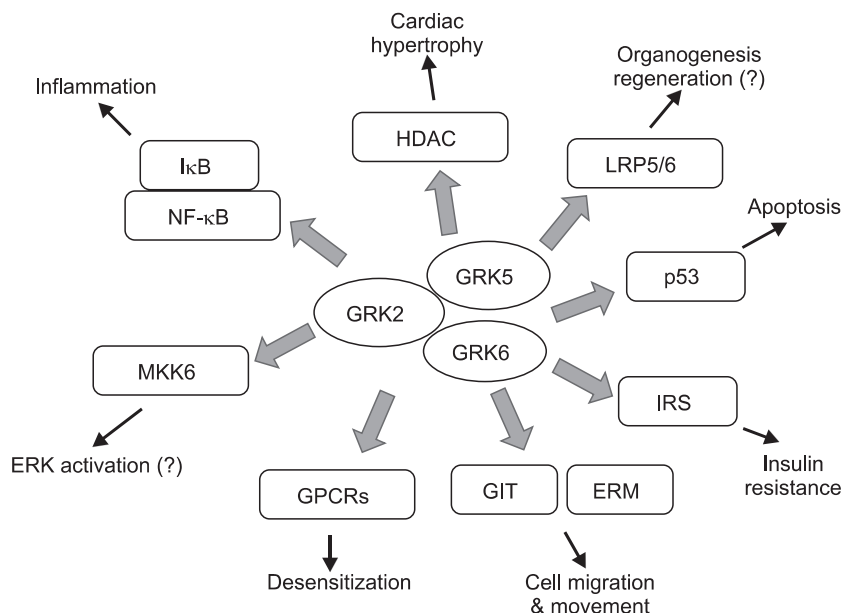 Cardiac
hypertrophy
Organogenesis
regeneration (?)
Inflammation
HDAC
IκB
LRP5/6
NF-κB
Apoptosis
GRK5
p53
GRK2
GRK6
MKK6
IRS
ERK activation (?)
Insulin
resistance
GPCRs
GIT
ERM
Desensitization
Cell migration
& movement